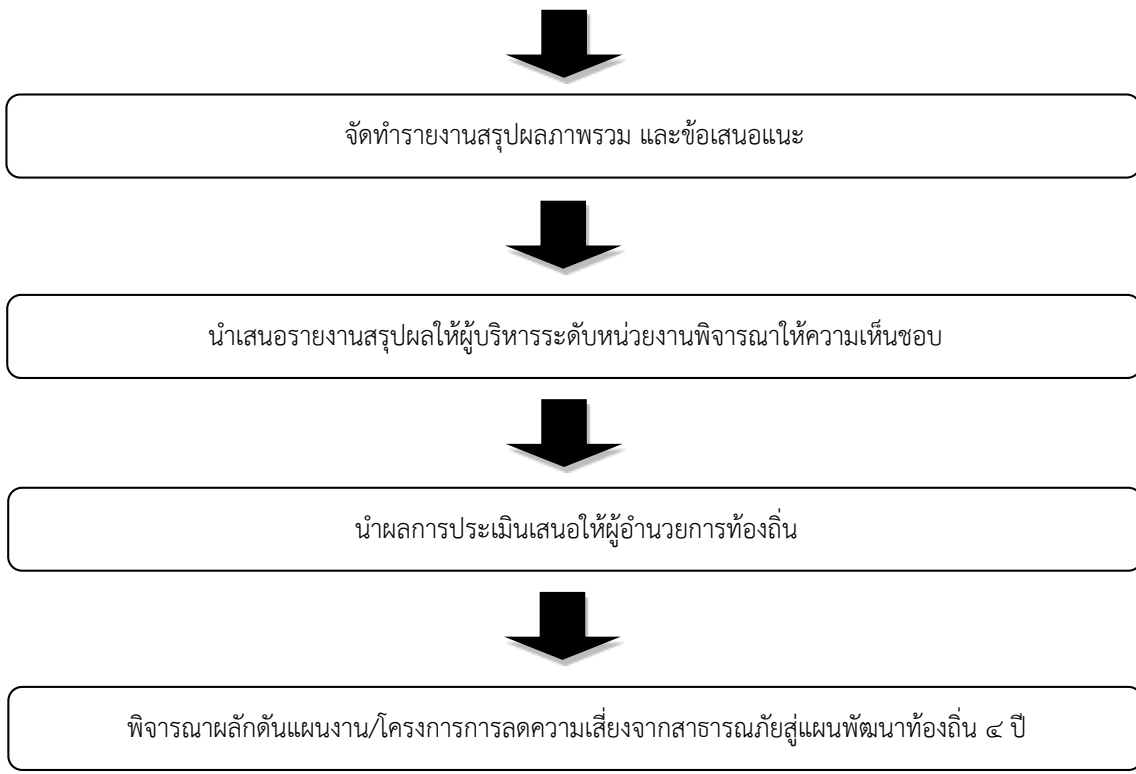 จัดทำรายงานสรุปผลภาพรวม และข้อเสนอแนะ
นำเสนอรายงานสรุปผลให้ผู้บริหารระดับหน่วยงานพิจารณาให้ความเห็นชอบ
นำผลการประเมินเสนอให้ผู้อำนวยการท้องถิ่น
พิจารณาผลักดันแผนงาน/โครงการการลดความเสี่ยงจากสาธารณภัยสู่แผนพัฒนาท้องถิ่น ๔ ปี